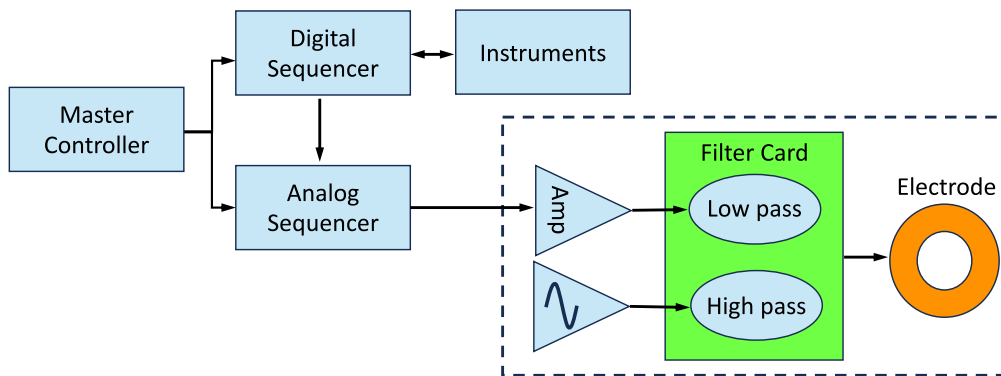 Digital
Sequencer
Instruments
Master
Controller
Analog
Sequencer
Filter Card
Amp
Low pass
Electrode
High pass